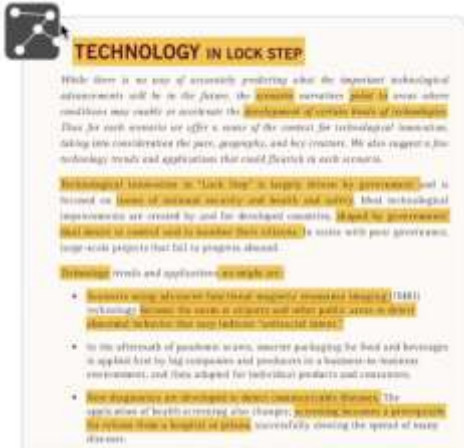 TECHNOLOGY IN LOCK STEP
While there is no way of accurately predicting what the important technological
advancements will be in the future, the scenario narratives point to areas where
conditions may enable or accelerate the development of certain kinds of technologies.
Thus for each scenario we offer a sense of the context for technological innovation,
taking into consideration the pace, geography, and key creators. We also suggest a few
technology trends and applications that could flourish in each scenario.
Technological innovation in "Lock Step" is largely driven by government and is
focused on issues of national security and health and safety. Most technological
improvements are created by and for developed countries, shaped by governments'
dual desire to control and to monitor their citizens. In states with poor governance,
large-scale projects that fail to progress abound.
Technology trends and applications we might see:
• Scanners using advanced functional magnetic resonance imaging (fMRI)
technology become the norm at airports and other public areas to detect
abnormal behavior that may indicate "antisocial intent."
• In the aftermath of pandemic scares, smarter packaging for food and beverages
is applied first by big companies and producers in a business-to-business
environment, and then adopted for individual products and consumers.
• New diagnostics are developed to detect communicable diseases. The
application of health screening also changes; screening becomes a prerequisite
for release from a hospital or prison, successfully slowing the spread of many
diseases.